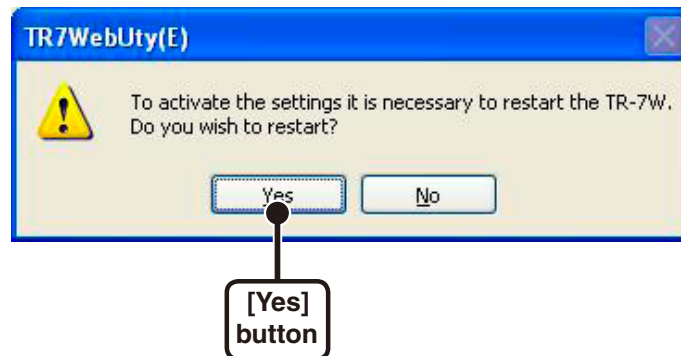 TR7WebUty(E)
To activate the settings it is necessary to restart the TR-7W.
Do you wish to restart?
Yes
No
[Yes]
button